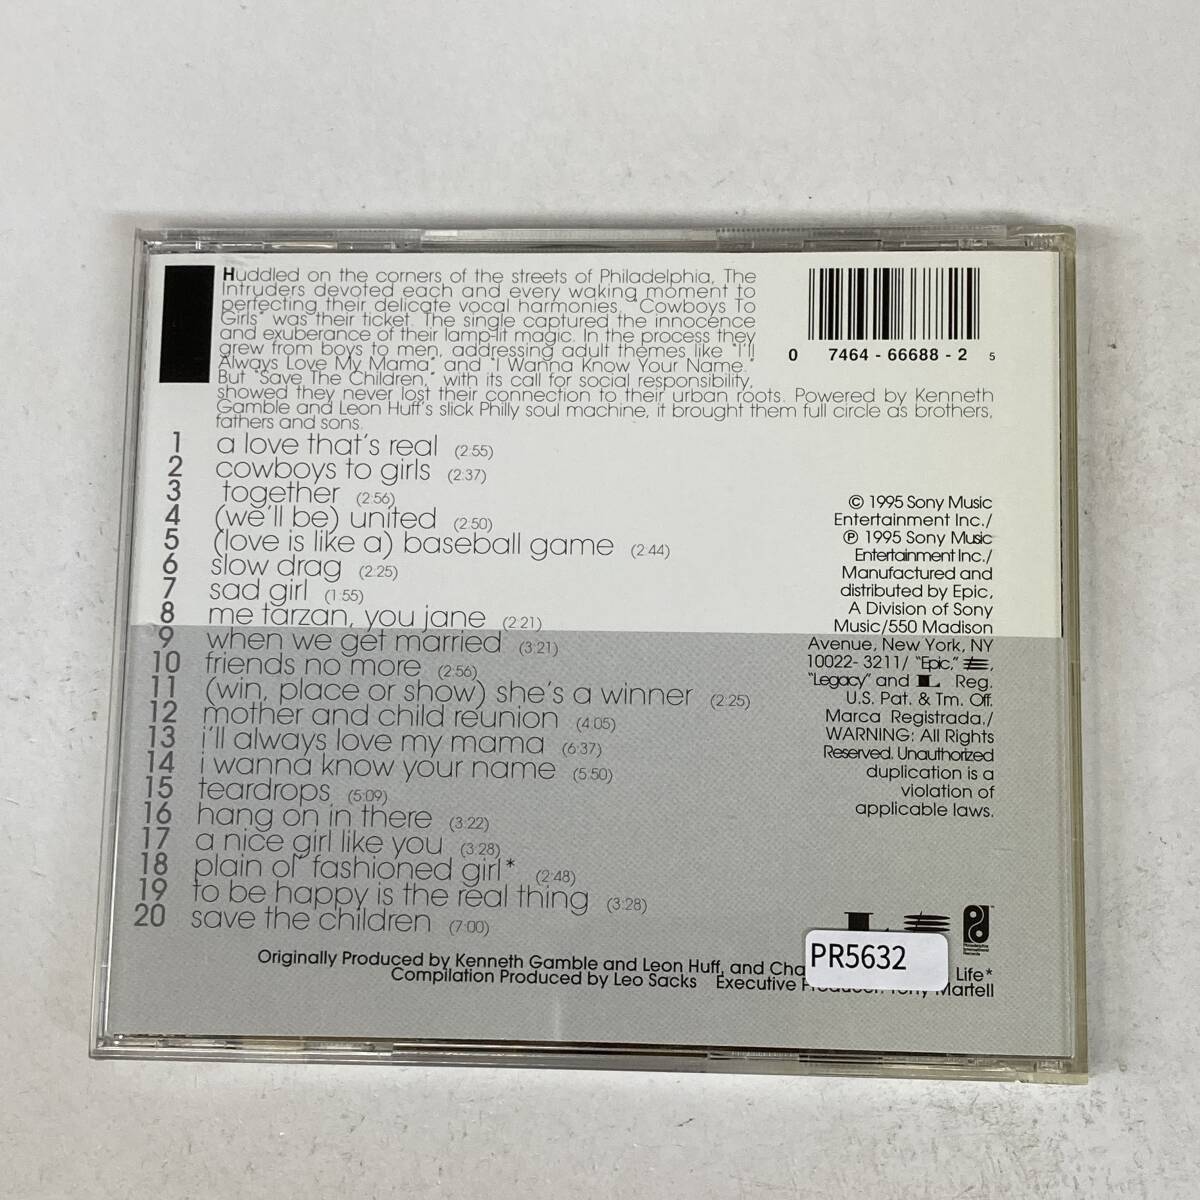 Huddled on the corners of the streets of Philadelphia, The
Intruders devoted each and every waking moment to
perfecting their delicate vocal harmonies. "Cowboys To
Girls" was their ticket. The single captured the innocence
and exuberance of their lamp-lit magic. In the process they
grew from boys to men, addressing adult themes like "I'll
Always Love My Mama" and "I Wanna Know Your Name."
But "Save The Children," with its call for social responsibility,
showed they never lost their connection to their urban roots. Powered by Kenneth
Gamble and Leon Huff's slick Philly soul machine, it brought them full circle as brothers,
fathers and sons.
0 7464-66688-2 5
1 a love that's real (2:55)
2 cowboys to girls (2:37)
3 together (2:56)
4 (we'll be) united (2:50)
5 (love is like a) baseball game (2:44)
6 slow drag (2:25)
7 sad girl (1:55)
8 me tarzan, you jane (2:21)
9 when we get married (3:21)
10 friends no more (2:56)
11 (win, place or show) she's a winner (2:25)
12 mother and child reunion (4:05)
13 i'll always love my mama (6:37)
14 i wanna know your name (5:50)
15 teardrops (5:09)
16 hang on in there (3:22)
17 a nice girl like you (3:28)
18 plain ol' fashioned girl* (2:48)
19 to be happy is the real thing (3:28)
20 save the children (7:00)
© 1995 Sony Music
Entertainment Inc./
℗ 1995 Sony Music
Entertainment Inc./
Manufactured and
distributed by Epic,
A Division of Sony
Music/550 Madison
Avenue, New York, NY
10022-3211/ "Epic,"
"Legacy" and L Reg.
U.S. Pat. & Tm. Off.
Marca Registrada./
WARNING: All Rights
Reserved. Unauthorized
duplication is a
violation of
applicable laws.
Philadelphia
International
Records
PR5632
Originally Produced by Kenneth Gamble and Leon Huff, and Life*
Compilation Produced by Leo Sacks Executive Producer: Tony Martell